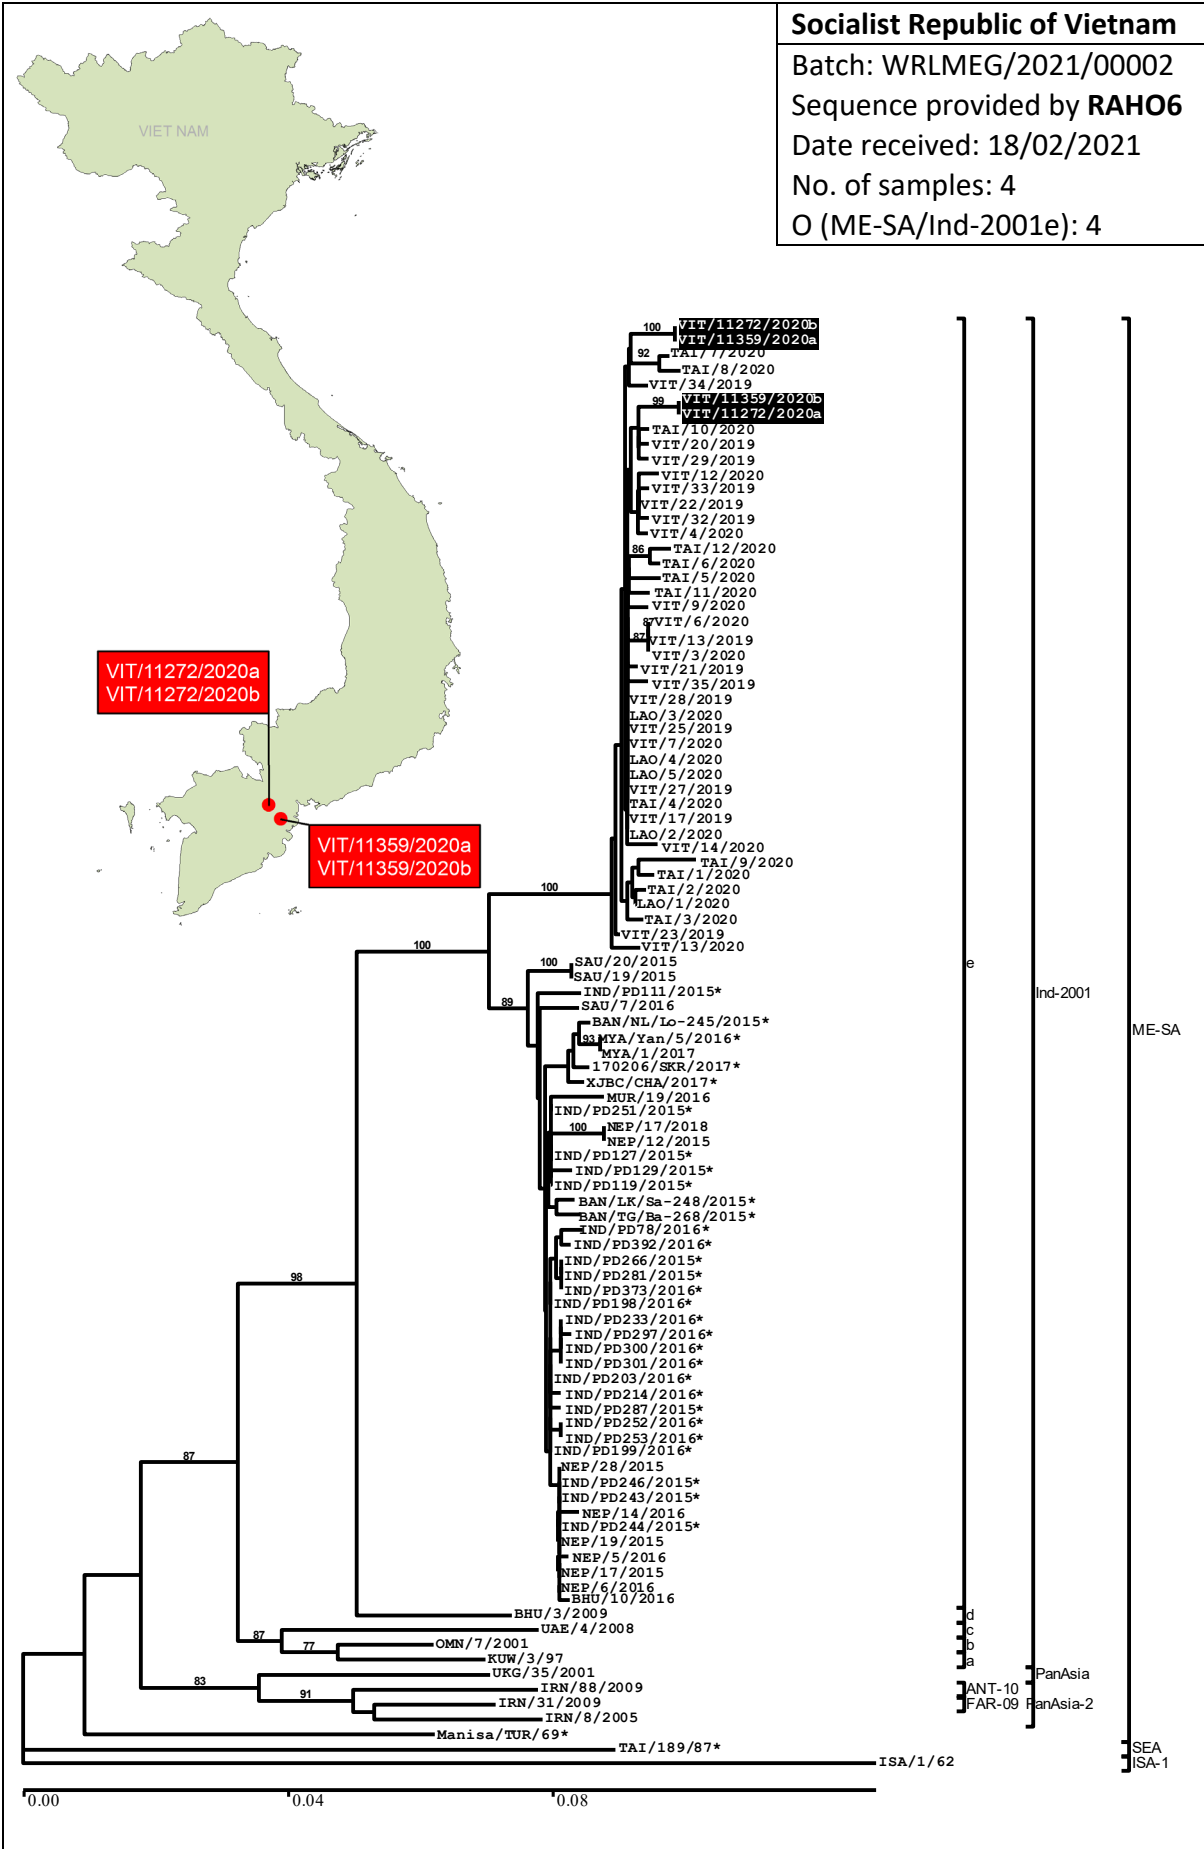 Socialist Republic of Vietnam
Batch: WRLMEG/2021/00002
Sequence provided by RAHO6
Date received: 18/02/2021
No. of samples: 4
O (ME-SA/Ind-2001e): 4
VIET NAM
VIT/11272/2020a
VIT/11272/2020b
VIT/11359/2020a
VIT/11359/2020b
100
VIT/11272/2020b
VIT/11359/2020a
92
TAI/7/2020
TAI/8/2020
VIT/34/2019
99
VIT/11359/2020b
VIT/11272/2020a
TAI/10/2020
VIT/20/2019
VIT/29/2019
VIT/12/2020
VIT/33/2019
VIT/22/2019
VIT/32/2019
VIT/4/2020
86
TAI/12/2020
TAI/6/2020
TAI/5/2020
TAI/11/2020
VIT/9/2020
87
VIT/6/2020
87
VIT/13/2019
VIT/3/2020
VIT/21/2019
VIT/35/2019
VIT/28/2019
LAO/3/2020
VIT/25/2019
VIT/7/2020
LAO/4/2020
LAO/5/2020
VIT/27/2019
TAI/4/2020
VIT/17/2019
LAO/2/2020
VIT/14/2020
TAI/9/2020
TAI/1/2020
100
TAI/2/2020
LAO/1/2020
TAI/3/2020
VIT/23/2019
100
VIT/13/2020
100
SAU/20/2015
SAU/19/2015
IND/PD111/2015*
89
SAU/7/2016
BAN/NL/Lo-245/2015*
93
MYA/Yan/5/2016*
MYA/1/2017
170206/SKR/2017*
XJBC/CHA/2017*
MUR/19/2016
IND/PD251/2015*
100
NEP/17/2018
NEP/12/2015
IND/PD127/2015*
IND/PD129/2015*
IND/PD119/2015*
BAN/LK/Sa-248/2015*
BAN/TG/Ba-268/2015*
IND/PD78/2016*
IND/PD392/2016*
IND/PD266/2015*
98
IND/PD281/2015*
IND/PD373/2016*
IND/PD198/2016*
IND/PD233/2016*
IND/PD297/2016*
IND/PD300/2016*
IND/PD301/2016*
IND/PD203/2016*
IND/PD214/2016*
IND/PD287/2015*
IND/PD252/2016*
IND/PD253/2016*
IND/PD199/2016*
87
NEP/28/2015
IND/PD246/2015*
IND/PD243/2015*
NEP/14/2016
IND/PD244/2015*
NEP/19/2015
NEP/5/2016
NEP/17/2015
NEP/6/2016
BHU/10/2016
BHU/3/2009
87
UAE/4/2008
77
OMN/7/2001
KUW/3/97
83
UKG/35/2001
91
IRN/88/2009
IRN/31/2009
IRN/8/2005
Manisa/TUR/69*
TAI/189/87*
ISA/1/62
e
d
c
b
a
Ind-2001
PanAsia
ANT-10
FAR-09
PanAsia-2
ME-SA
SEA
ISA-1
0.00
0.04
0.08